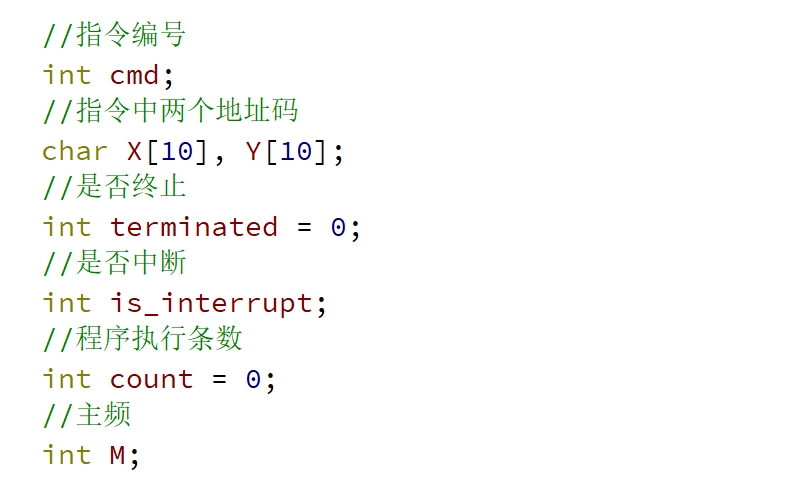 //指令编号
int cmd;
//指令中两个地址码
char X[10], Y[10];
//是否终止
int terminated = 0;
//是否中断
int is_interrupt;
//程序执行条数
int count = 0;
//主频
int M;